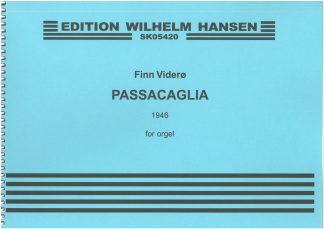 EDITION WILHELM HANSEN
SK05420
Finn Viderø
PASSACAGLIA
1946
for orgel